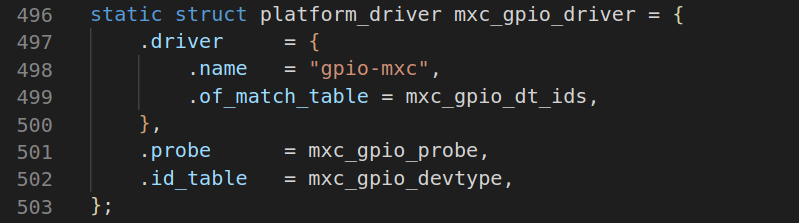 496 static struct platform_driver mxc_gpio_driver = {
497     .driver     = {
498         .name   = "gpio-mxc",
499         .of_match_table = mxc_gpio_dt_ids,
500     },
501     .probe      = mxc_gpio_probe,
502     .id_table   = mxc_gpio_devtype,
503 };